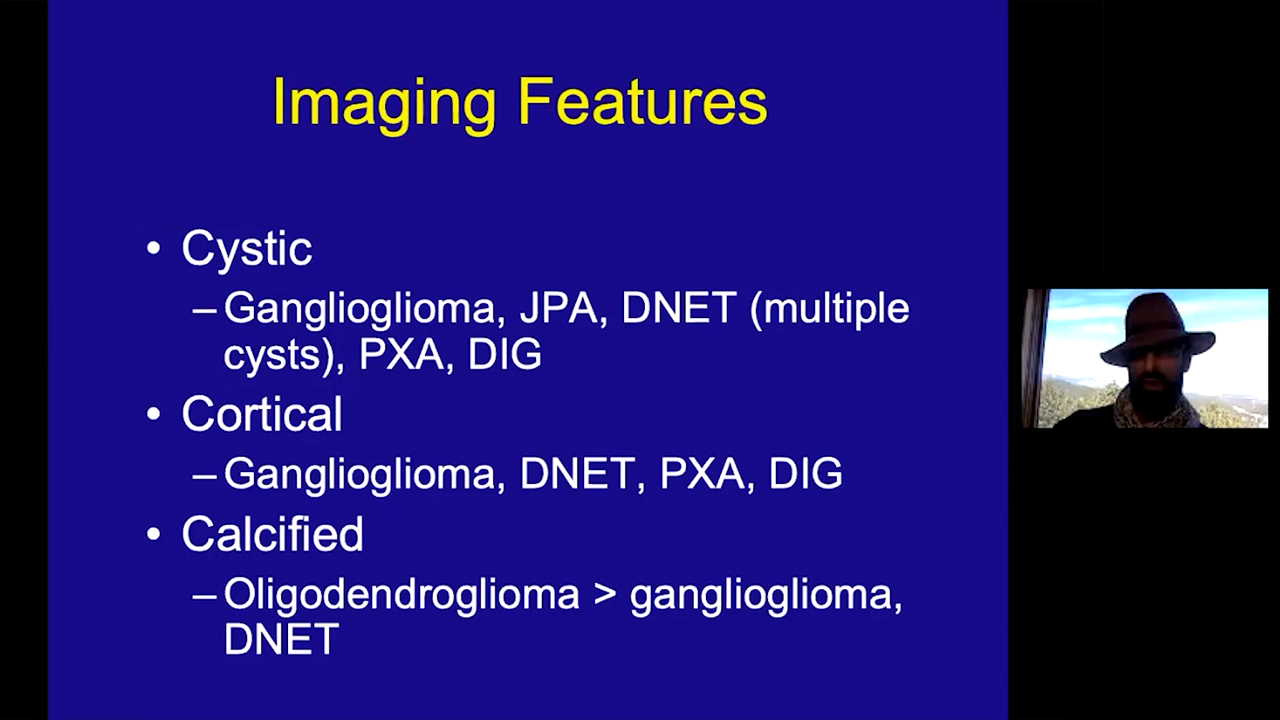 Imaging Features
• Cystic
–Ganglioglioma, JPA, DNET (multiple
cysts), PXA, DIG
• Cortical
–Ganglioglioma, DNET, PXA, DIG
• Calcified
–Oligodendroglioma > ganglioglioma,
DNET